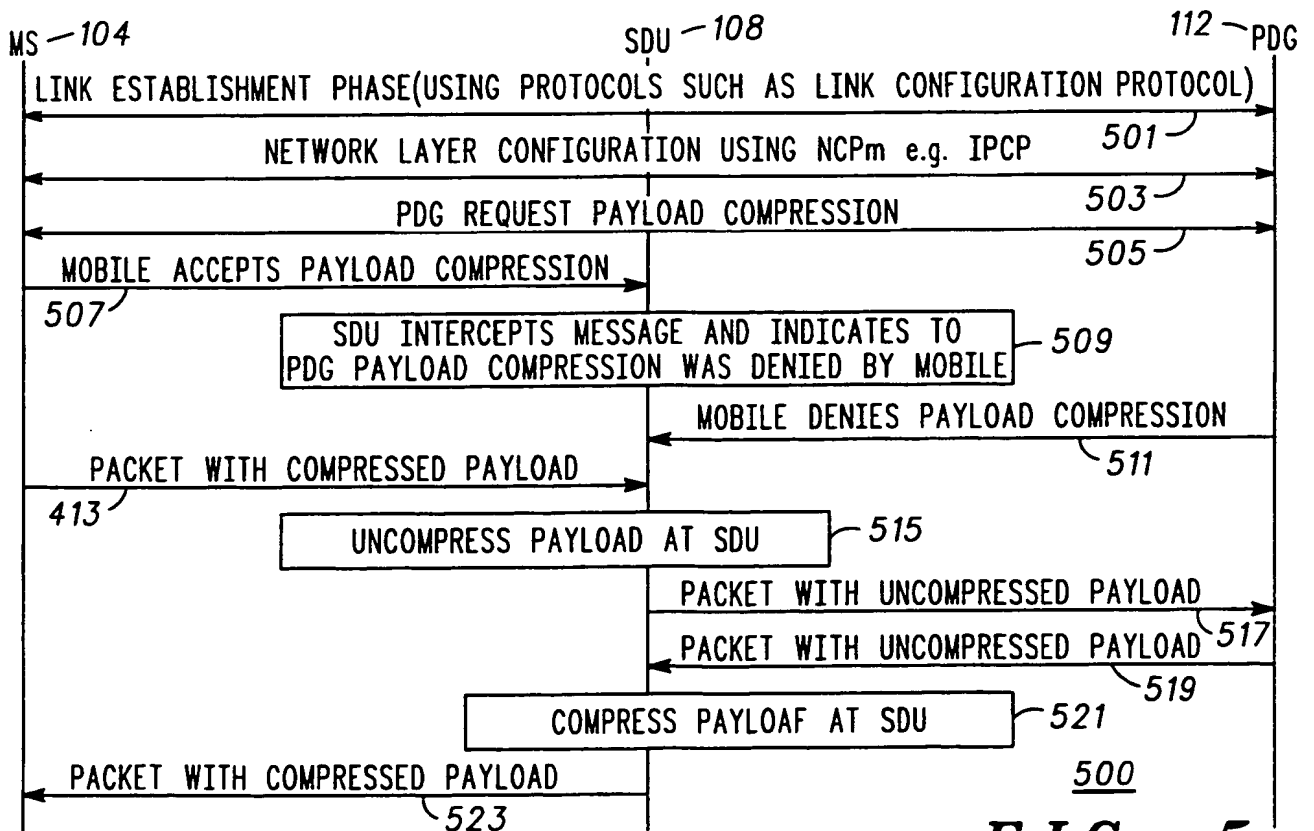 MS 104 SDU 108 112 PDG
LINK ESTABLISHMENT PHASE(USING PROTOCOLS SUCH AS LINK CONFIGURATION PROTOCOL)
501
NETWORK LAYER CONFIGURATION USING NCPm e.g. IPCP
503
PDG REQUEST PAYLOAD COMPRESSION
505
MOBILE ACCEPTS PAYLOAD COMPRESSION
507
SDU INTERCEPTS MESSAGE AND INDICATES TO
PDG PAYLOAD COMPRESSION WAS DENIED BY MOBILE
509
MOBILE DENIES PAYLOAD COMPRESSION
511
PACKET WITH COMPRESSED PAYLOAD
413
UNCOMPRESS PAYLOAD AT SDU
515
PACKET WITH UNCOMPRESSED PAYLOAD
517
PACKET WITH UNCOMPRESSED PAYLOAD
519
COMPRESS PAYLOAF AT SDU
521
PACKET WITH COMPRESSED PAYLOAD
523
500
FIG. 5